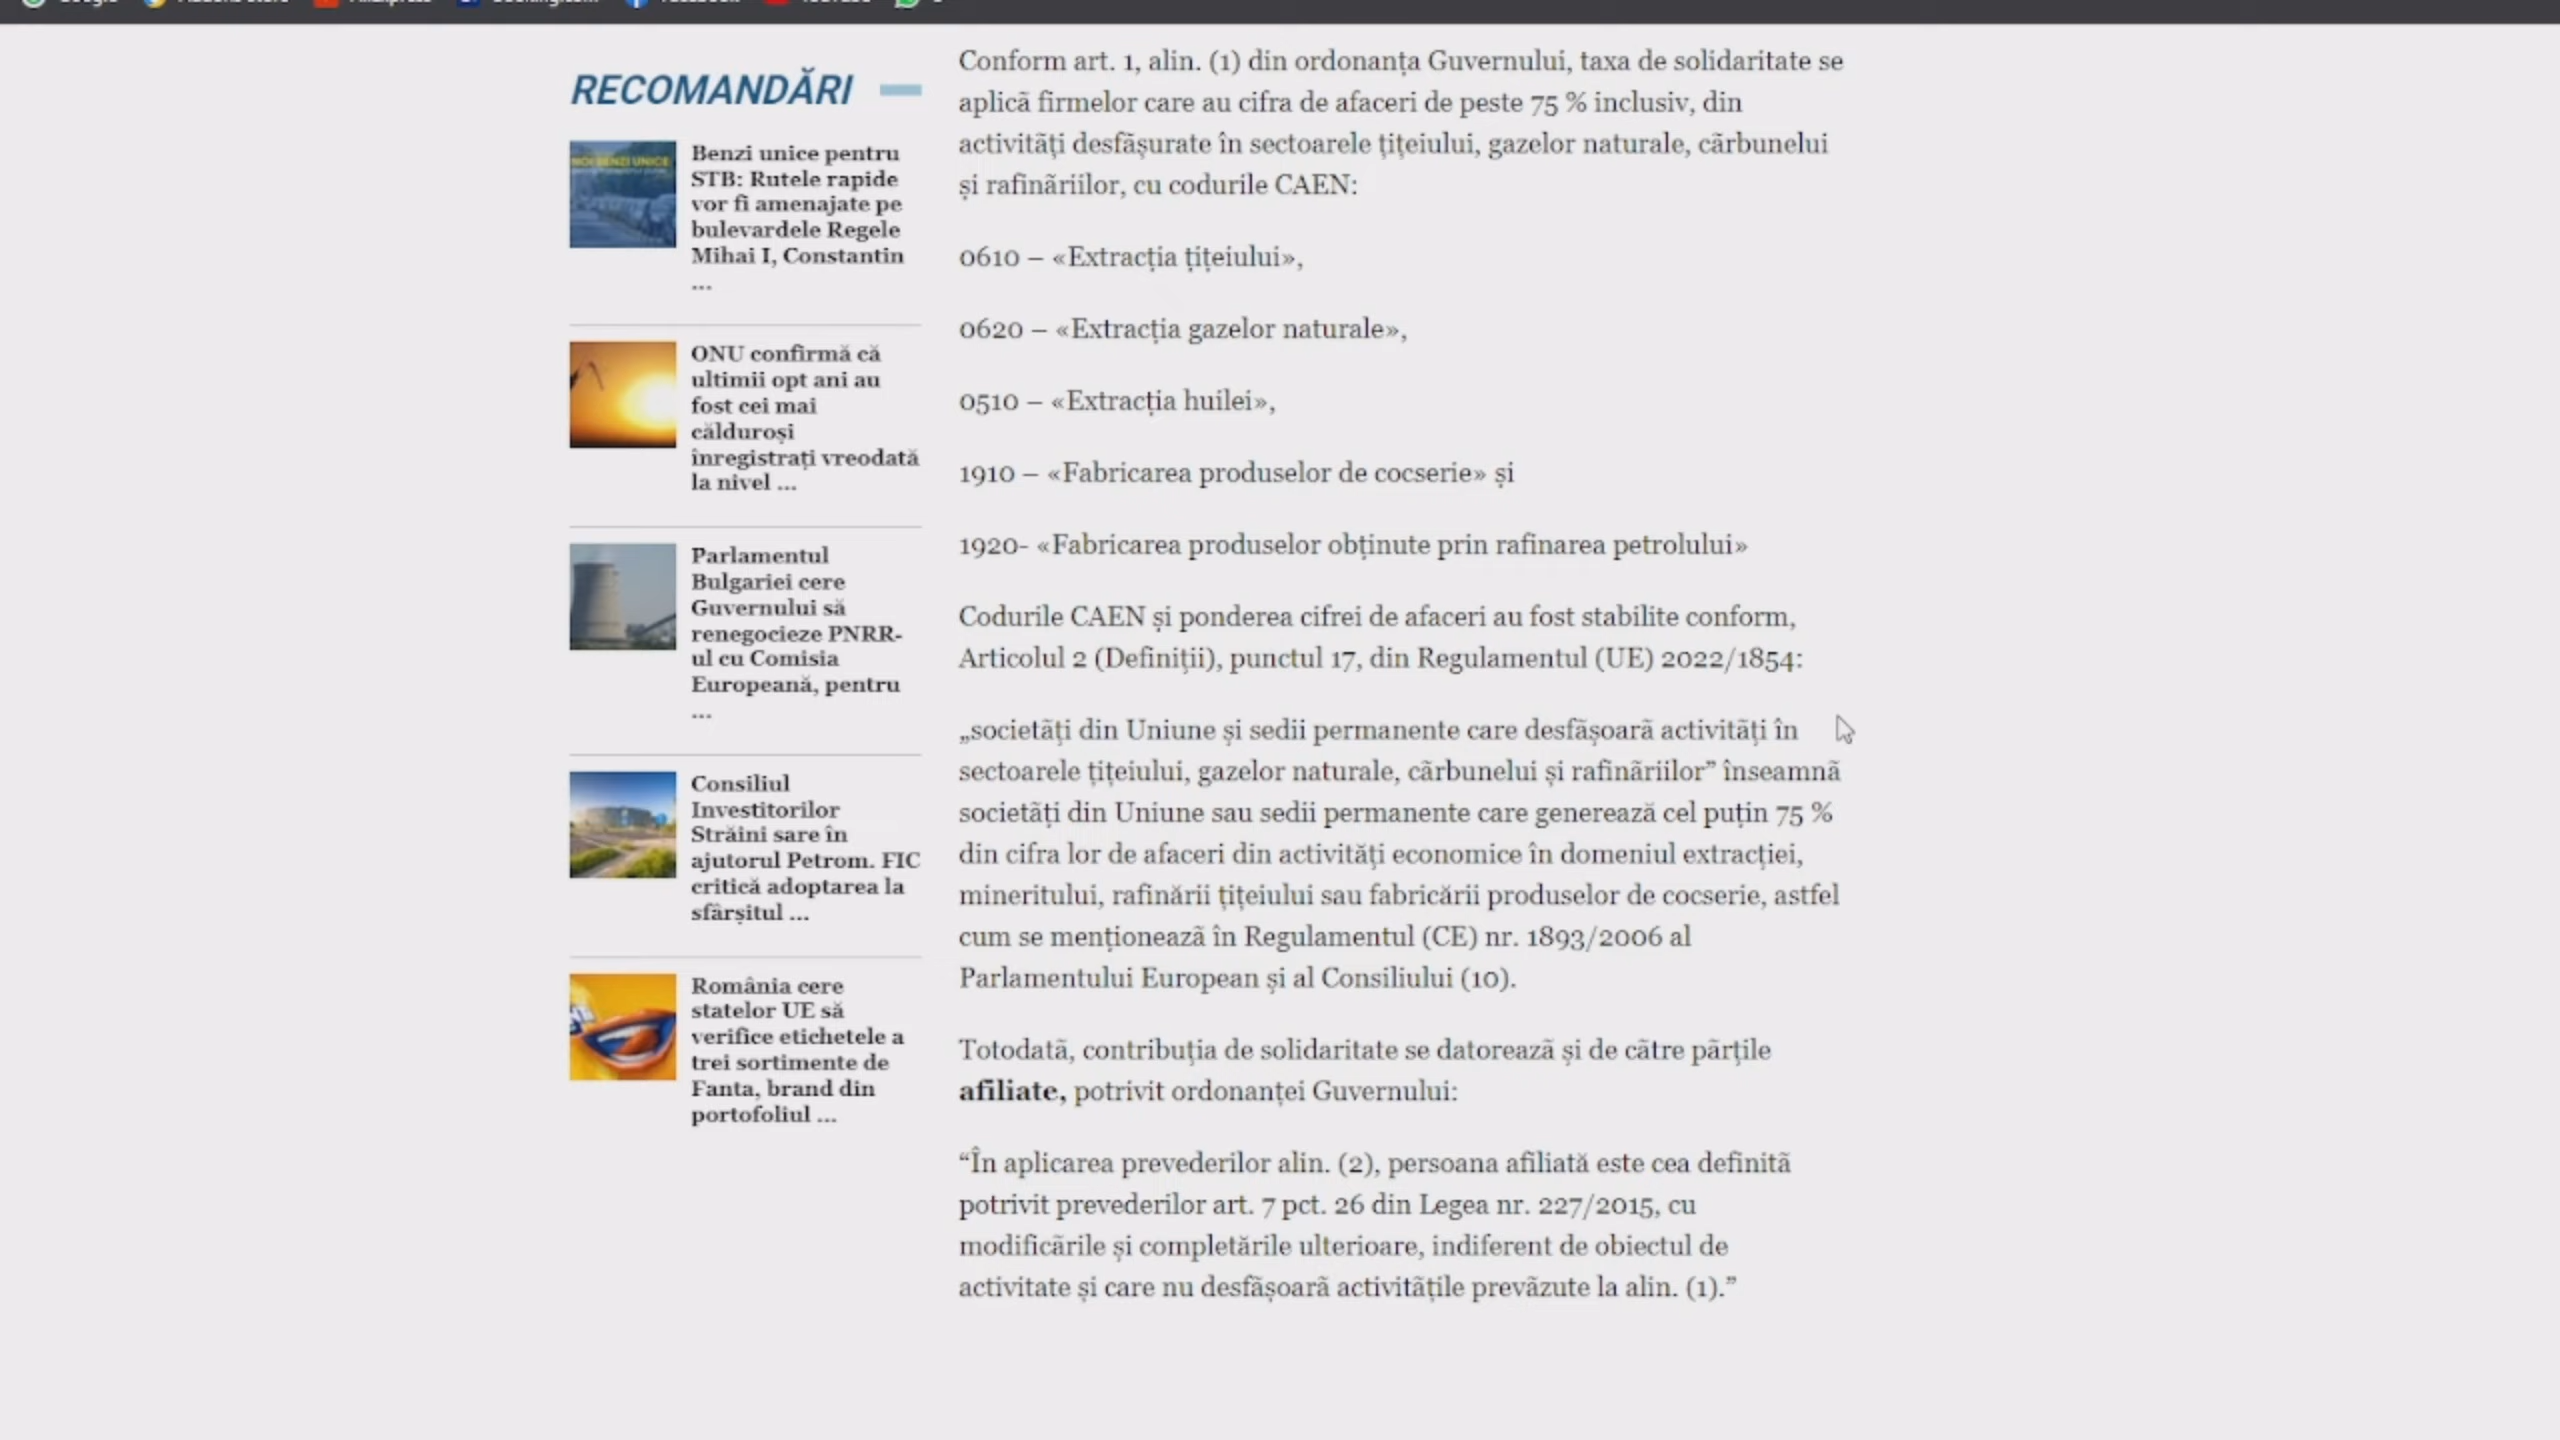 Google
AliExpress
Facebook
YouTube
RECOMANDĂRI
Benzi unice pentru
STB: Rutele rapide
vor fi amenajate pe
bulevardele Regele
Mihai I, Constantin
...
ONU confirmă că
ultimii opt ani au
fost cei mai
călduroși
înregistrați vreodată
la nivel ...
Parlamentul
Bulgariei cere
Guvernului să
renegocieze PNRR-
ul cu Comisia
Europeană, pentru
...
Consiliul
Investitorilor
Străini sare în
ajutorul Petrom. FIC
critică adoptarea la
sfârșitul ...
România cere
statelor UE să
verifice etichetele a
trei sortimente de
Fanta, brand din
portofoliul ...
Conform art. 1, alin. (1) din ordonanța Guvernului, taxa de solidaritate se
aplică firmelor care au cifra de afaceri de peste 75 % inclusiv, din
activități desfășurate în sectoarele țițeiului, gazelor naturale, cărbunelui
și rafinăriilor, cu codurile CAEN:
0610 – «Extracția țițeiului»,
0620 – «Extracția gazelor naturale»,
0510 – «Extracția huilei»,
1910 – «Fabricarea produselor de cocserie» și
1920- «Fabricarea produselor obținute prin rafinarea petrolului»
Codurile CAEN și ponderea cifrei de afaceri au fost stabilite conform,
Articolul 2 (Definiții), punctul 17, din Regulamentul (UE) 2022/1854:
„societăți din Uniune și sedii permanente care desfășoară activități în
sectoarele țițeiului, gazelor naturale, cărbunelui și rafinăriilor” înseamnă
societăți din Uniune sau sedii permanente care generează cel puțin 75 %
din cifra lor de afaceri din activități economice în domeniul extracției,
mineritului, rafinării țițeiului sau fabricării produselor de cocserie, astfel
cum se menționează în Regulamentul (CE) nr. 1893/2006 al
Parlamentului European și al Consiliului (10).
Totodată, contribuția de solidaritate se datorează și de către părțile
afiliate, potrivit ordonanței Guvernului:
“În aplicarea prevederilor alin. (2), persoana afiliată este cea definită
potrivit prevederilor art. 7 pct. 26 din Legea nr. 227/2015, cu
modificările și completările ulterioare, indiferent de obiectul de
activitate și care nu desfășoară activitățile prevăzute la alin. (1).”